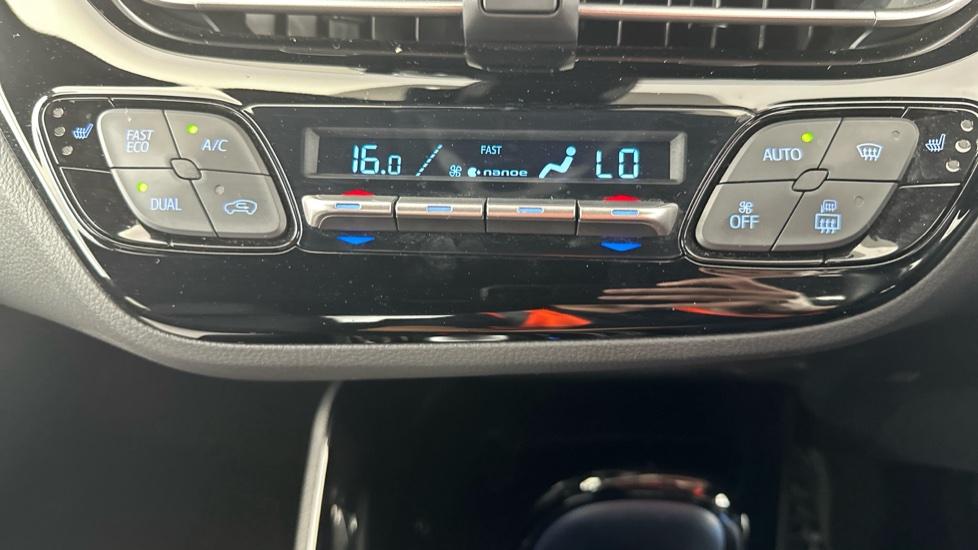 FAST
ECO
A/C
DUAL
16.0
FAST
nanoe
LO
AUTO
OFF